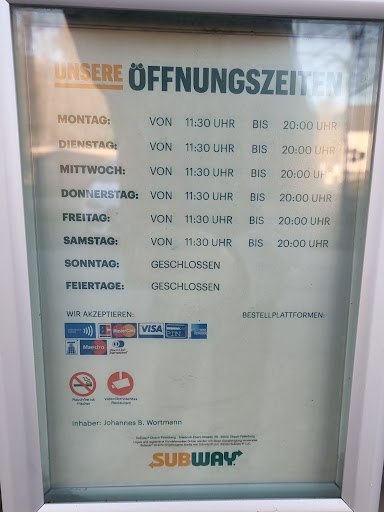 UNSERE ÖFFNUNGSZEITEN
MONTAG: VON 11:30 UHR BIS 20:00 UHR
DIENSTAG: VON 11:30 UHR BIS 20:00 UHR
MITTWOCH: VON 11:30 UHR BIS 20:00 UHR
DONNERSTAG: VON 11:30 UHR BIS 20:00 UHR
FREITAG: VON 11:30 UHR BIS 20:00 UHR
SAMSTAG: VON 11:30 UHR BIS 20:00 UHR
SONNTAG: GESCHLOSSEN
FEIERTAGE: GESCHLOSSEN
WIR AKZEPTIEREN: BESTELLPLATTFORMEN:
MasterCard VISA
Maestro
Inhaber: Johannes B. Wortmann
SUBWAY